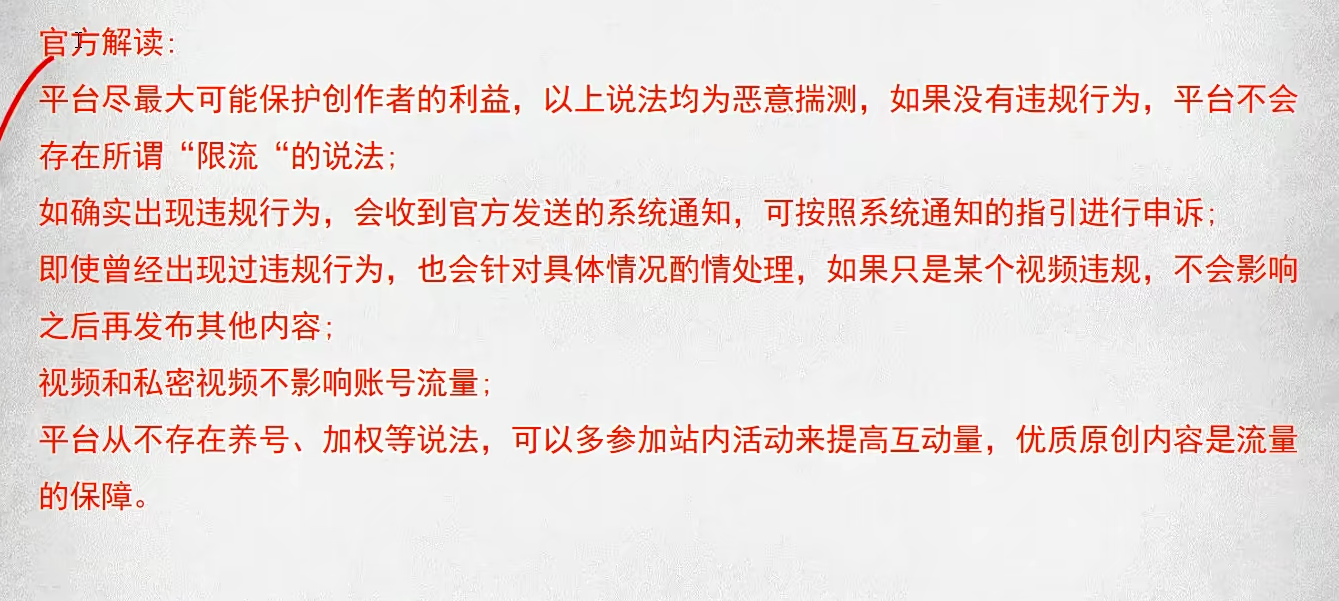 官方解读：
平台尽最大可能保护创作者的利益，以上说法均为恶意揣测，如果没有违规行为，平台不会
存在所谓“限流“的说法；
如确实出现违规行为，会收到官方发送的系统通知，可按照系统通知的指引进行申诉；
即使曾经出现过违规行为，也会针对具体情况酌情处理，如果只是某个视频违规，不会影响
之后再发布其他内容；
视频和私密视频不影响账号流量；
平台从不存在养号、加权等说法，可以多参加站内活动来提高互动量，优质原创内容是流量
的保障。